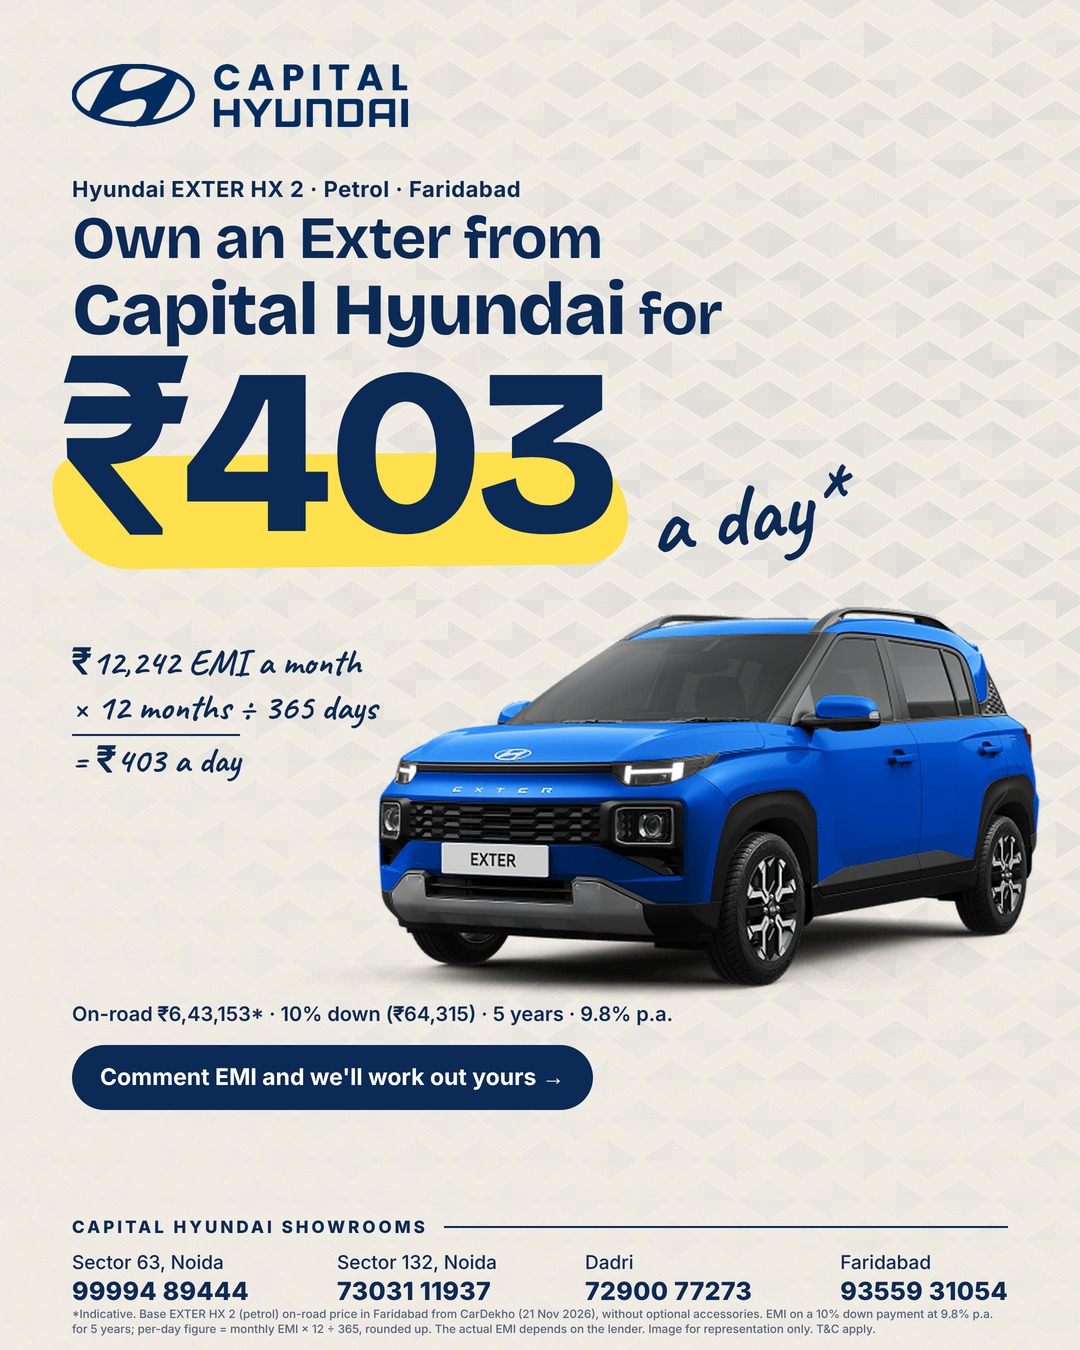 CAPITAL
HYUNDAI
Hyundai EXTER HX 2 · Petrol · Faridabad
Own an Exter from
Capital Hyundai for
₹403
a day*
₹12,242 EMI a month
× 12 months ÷ 365 days
= ₹403 a day
EXTER
EXTER
On-road ₹6,43,153* · 10% down (₹64,315) · 5 years · 9.8% p.a.
Comment EMI and we'll work out yours →
CAPITAL HYUNDAI SHOWROOMS
Sector 63, Noida
99994 89444
Sector 132, Noida
73031 11937
Dadri
72900 77273
Faridabad
93559 31054
*Indicative. Base EXTER HX 2 (petrol) on-road price in Faridabad from CarDekho (21 Nov 2026), without optional accessories. EMI on a 10% down payment at 9.8% p.a.
for 5 years; per-day figure = monthly EMI × 12 ÷ 365, rounded up. The actual EMI depends on the lender. Image for representation only. T&C apply.